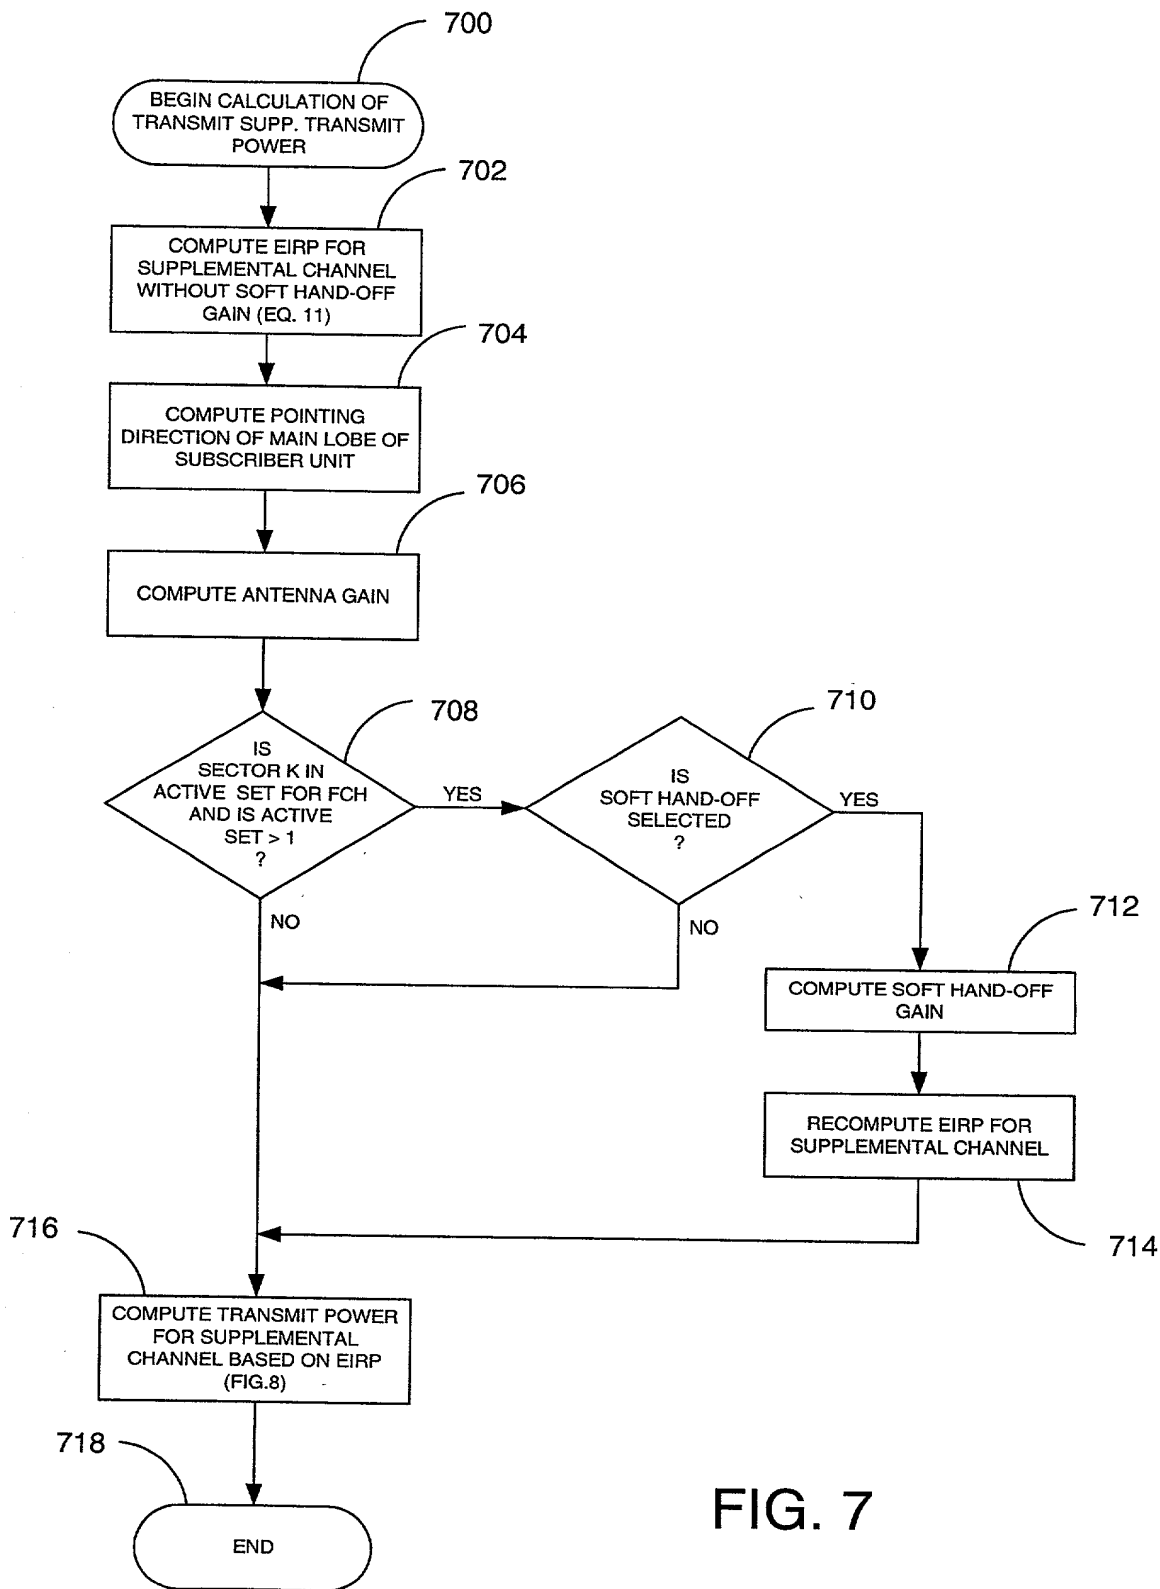 700
BEGIN CALCULATION OF
TRANSMIT SUPP. TRANSMIT
POWER
702
COMPUTE EIRP FOR
SUPPLEMENTAL CHANNEL
WITHOUT SOFT HAND-OFF
GAIN (EQ. 11)
704
COMPUTE POINTING
DIRECTION OF MAIN LOBE OF
SUBSCRIBER UNIT
706
COMPUTE ANTENNA GAIN
708
IS
SECTOR K IN
ACTIVE SET FOR FCH
AND IS ACTIVE
SET > 1
?
YES
NO
710
IS
SOFT HAND-OFF
SELECTED
?
YES
NO
712
COMPUTE SOFT HAND-OFF
GAIN
RECOMPUTE EIRP FOR
SUPPLEMENTAL CHANNEL
714
716
COMPUTE TRANSMIT POWER
FOR SUPPLEMENTAL
CHANNEL BASED ON EIRP
(FIG.8)
718
END
FIG. 7